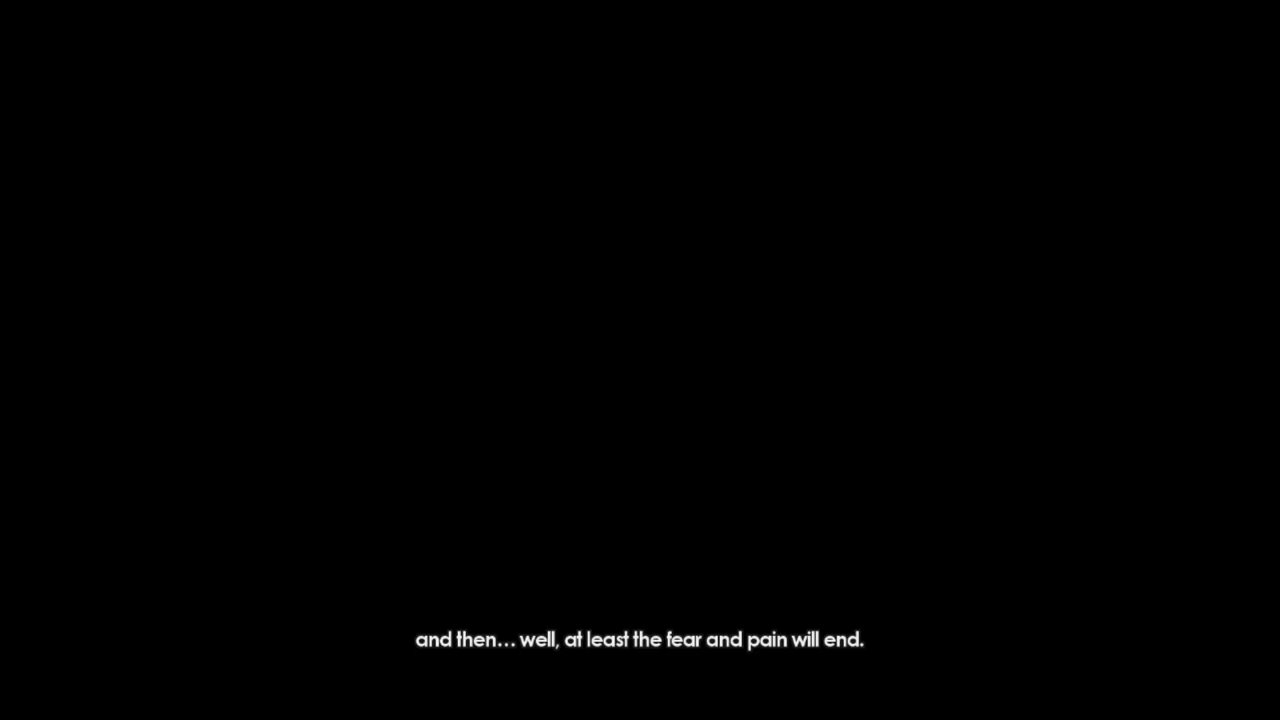 and then… well, at least the fear and pain will end.